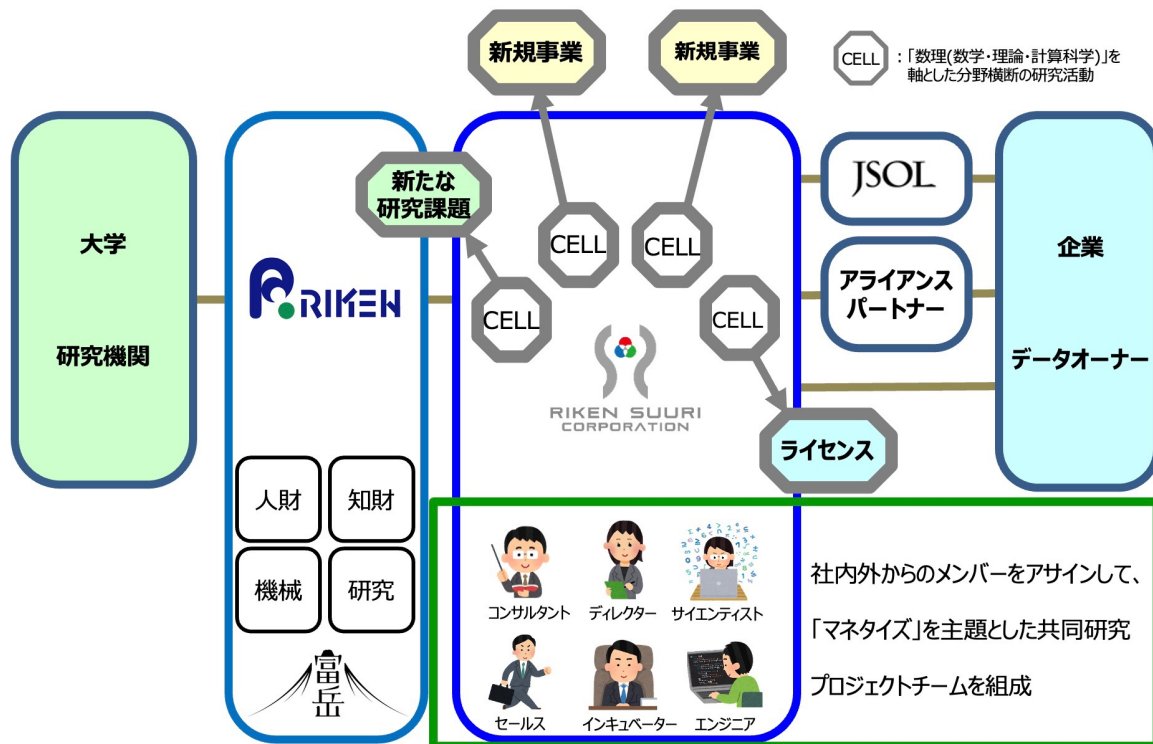 新規事業
新規事業
CELL
:「数理(数学・理論・計算科学)」を
軸とした分野横断の研究活動
大学
研究機関
RIKEN
人財
知財
機械
研究
富岳
新たな
研究課題
CELL
CELL
CELL
CELL
RIKEN SUURI
CORPORATION
ライセンス
JSOL
アライアンス
パートナー
企業
データオーナー
コンサルタント
ディレクター
サイエンティスト
セールス
インキュベーター
エンジニア
社内外からのメンバーをアサインして、
「マネタイズ」を主題とした共同研究
プロジェクトチームを組成